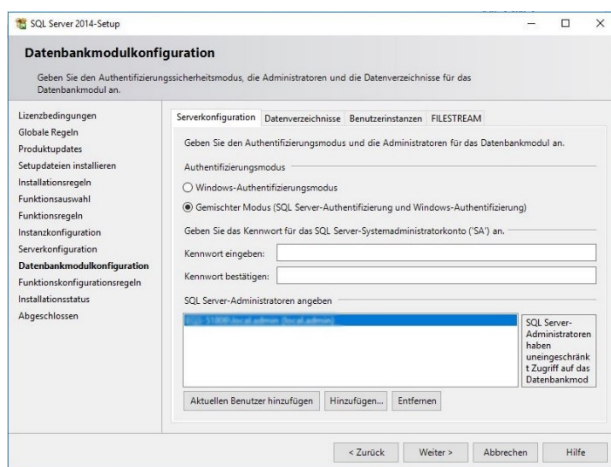 SQL Server 2014-Setup
Datenbankmodulkonfiguration
Geben Sie den Authentifizierungssicherheitsmodus, die Administratoren und die Datenverzeichnisse für das
Datenbankmodul an.
Lizenzbedingungen
Globale Regeln
Produktupdates
Setupdateien installieren
Installationsregeln
Funktionsauswahl
Funktionsregeln
Instanzkonfiguration
Serverkonfiguration
Datenbankmodulkonfiguration
Funktionskonfigurationsregeln
Installationsstatus
Abgeschlossen
Serverkonfiguration Datenverzeichnisse Benutzerinstanzen FILESTREAM
Geben Sie den Authentifizierungsmodus und die Administratoren für das Datenbankmodul an.
Authentifizierungsmodus
Windows-Authentifizierungsmodus
Gemischter Modus (SQL Server-Authentifizierung und Windows-Authentifizierung)
Geben Sie das Kennwort für das SQL Server-Systemadministratorkonto ('SA') an.
Kennwort eingeben:
Kennwort bestätigen:
SQL Server-Administratoren angeben
SQL Server-
Administratoren
haben
uneingeschränk
t Zugriff auf das
Datenbankmod
Aktuellen Benutzer hinzufügen Hinzufügen... Entfernen
< Zurück Weiter > Abbrechen Hilfe